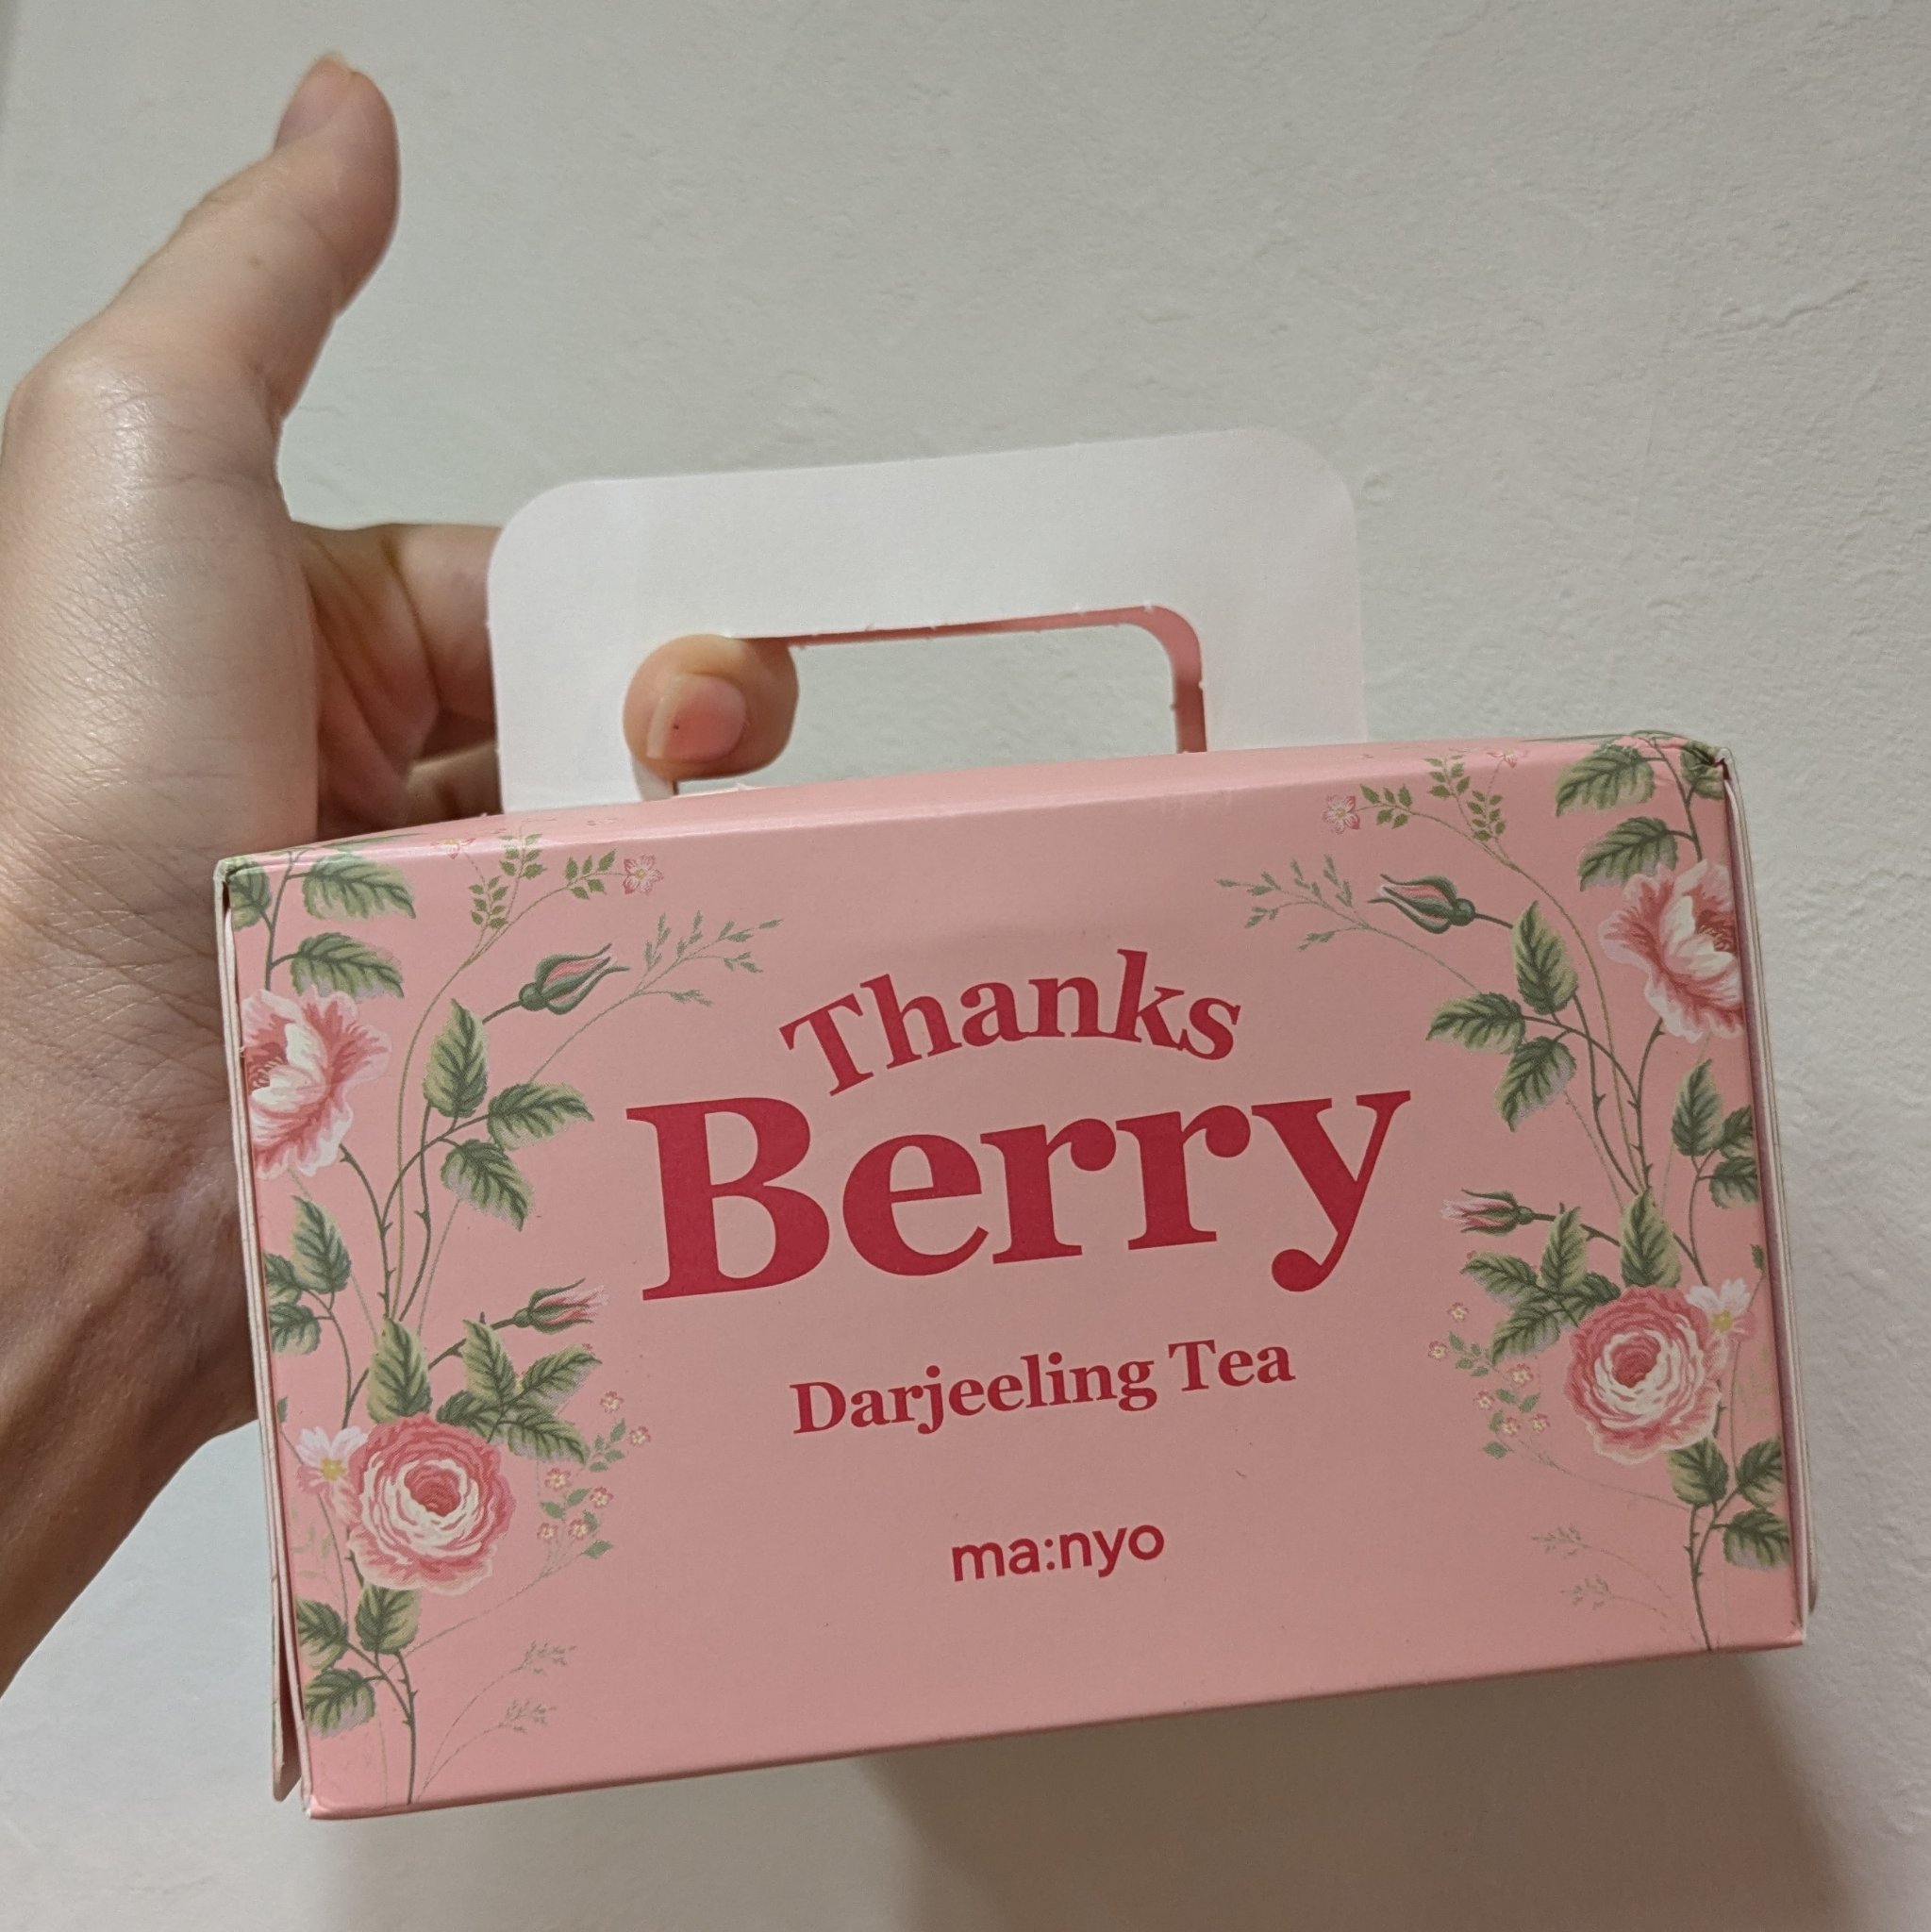 Thanks
Berry
Darjeeling Tea
ma:nyo